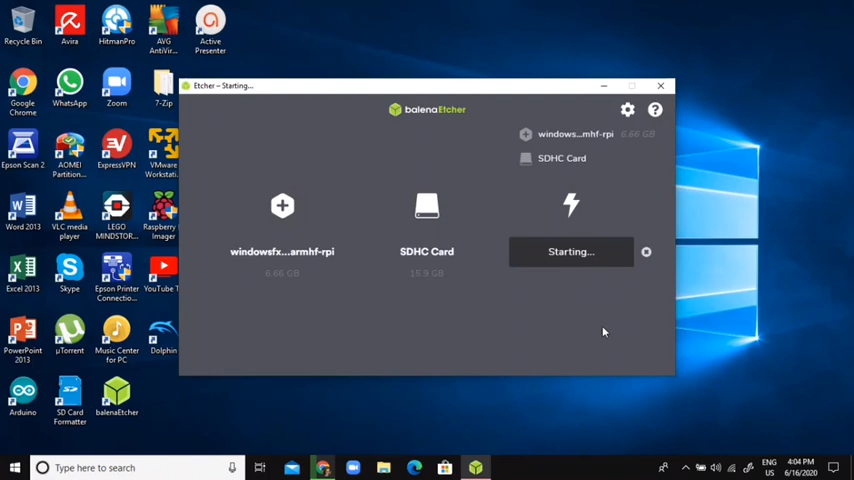 Recycle Bin
Avira
HitmanPro
AVG
AntiVir...
Active
Presenter
Google
Chrome
WhatsApp
Zoom
7-Zip
Epson Scan 2
AOMEI
Partition...
ExpressVPN
VMware
Workstati...
Word 2013
VLC media
player
LEGO
MINDSTOR...
Raspberry
Imager
Excel 2013
Skype
Epson Printer
Connectio...
YouTube
PowerPoint
2013
µTorrent
Music Center
for PC
Dolphin
Arduino
SD Card
Formatter
balenaEtcher
Etcher – Starting...
balenaEtcher
windows...mhf-rpi 6.66 GB
SDHC Card
windowsfx...armhf-rpi
6.66 GB
SDHC Card
15.9 GB
Starting...
Type here to search
ENG
US
4:04 PM
6/16/2020